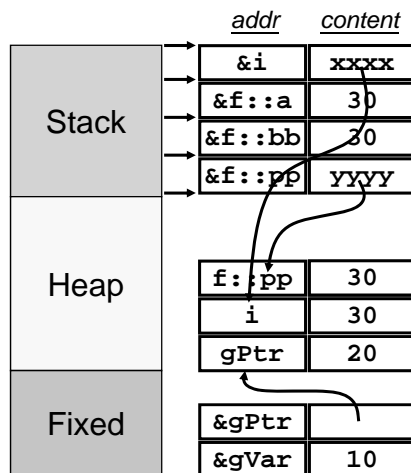 addr content
&i xxxx
&f::a 30
Stack
&f::bb 30
&f::pp yyyy
f::pp 30
Heap
i 30
gPtr 20
Fixed
&gPtr
&gVar 10